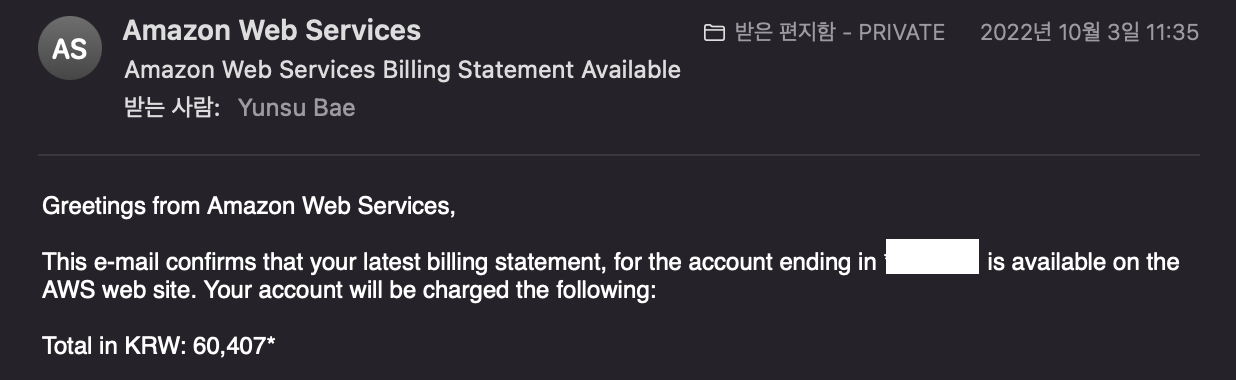 AS
Amazon Web Services
받은 편지함 - PRIVATE
2022년 10월 3일 11:35
Amazon Web Services Billing Statement Available
받는 사람: Yunsu Bae
Greetings from Amazon Web Services,
This e-mail confirms that your latest billing statement, for the account ending in is available on the
AWS web site. Your account will be charged the following:
Total in KRW: 60,407*